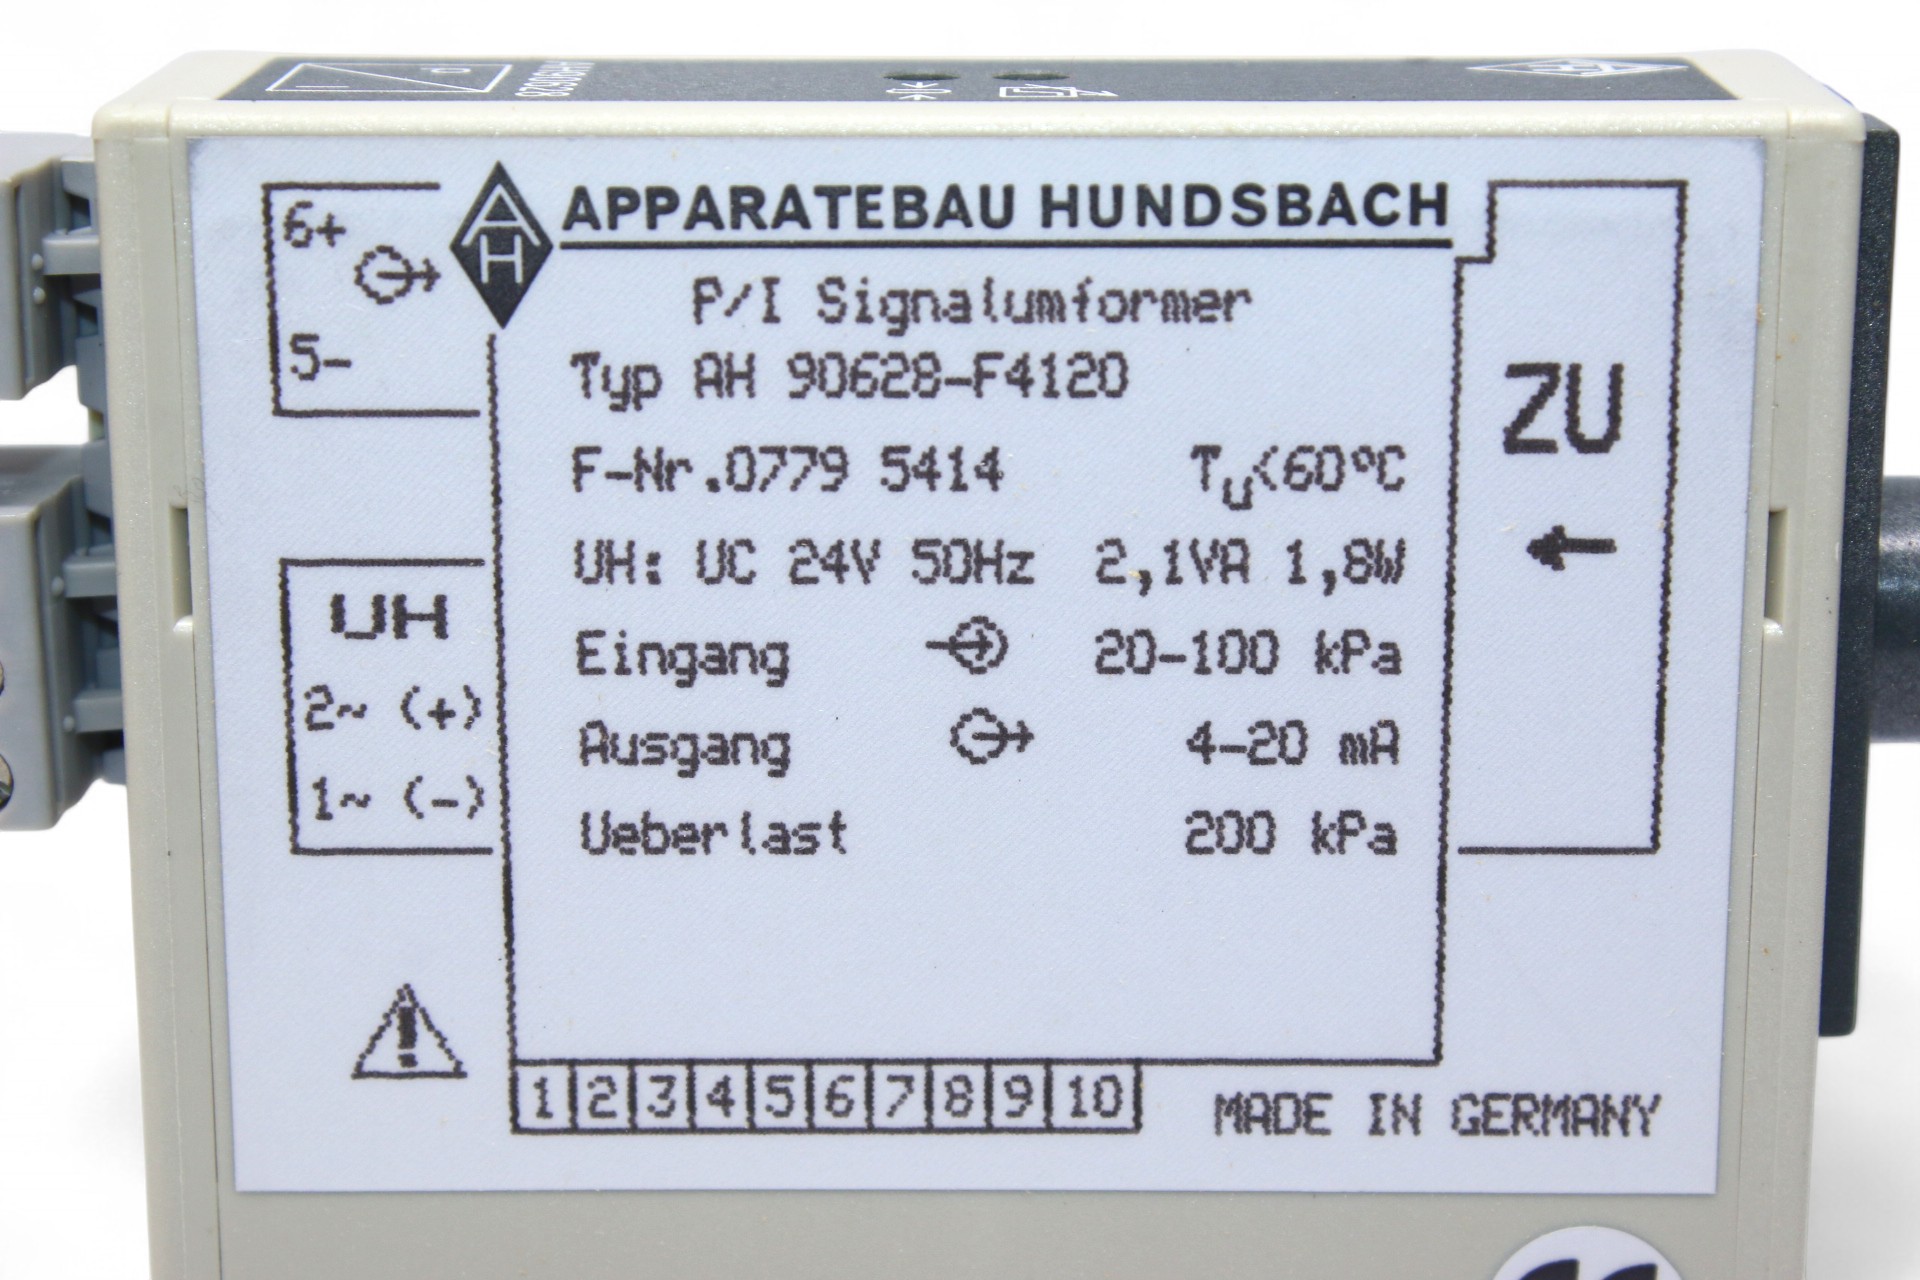 AH90628
6+
5-
AH
APPARATEBAU HUNDSBACH
P/I Signalumformer
Typ AH 90628-F4120
F-Nr.0779 5414 TU<60°C
UH: UC 24V 50Hz 2,1VA 1,8W
Eingang 20-100 kPa
Ausgang 4-20 mA
Ueberlast 200 kPa
UH
2~ (+)
1~ (-)
ZU
1 2 3 4 5 6 7 8 9 10
MADE IN GERMANY